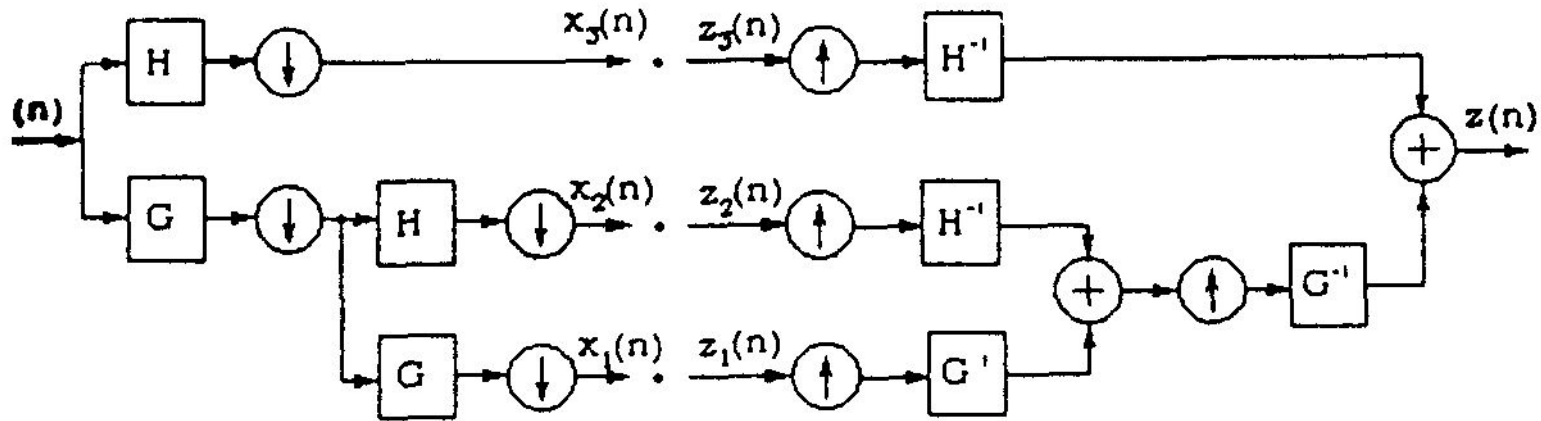 H
x₃(n)
z₃(n)
H⁻¹
(n)
z(n)
+
G
H
x₂(n)
z₂(n)
H⁻¹
+
G⁻¹
G
x₁(n)
z₁(n)
G⁻¹